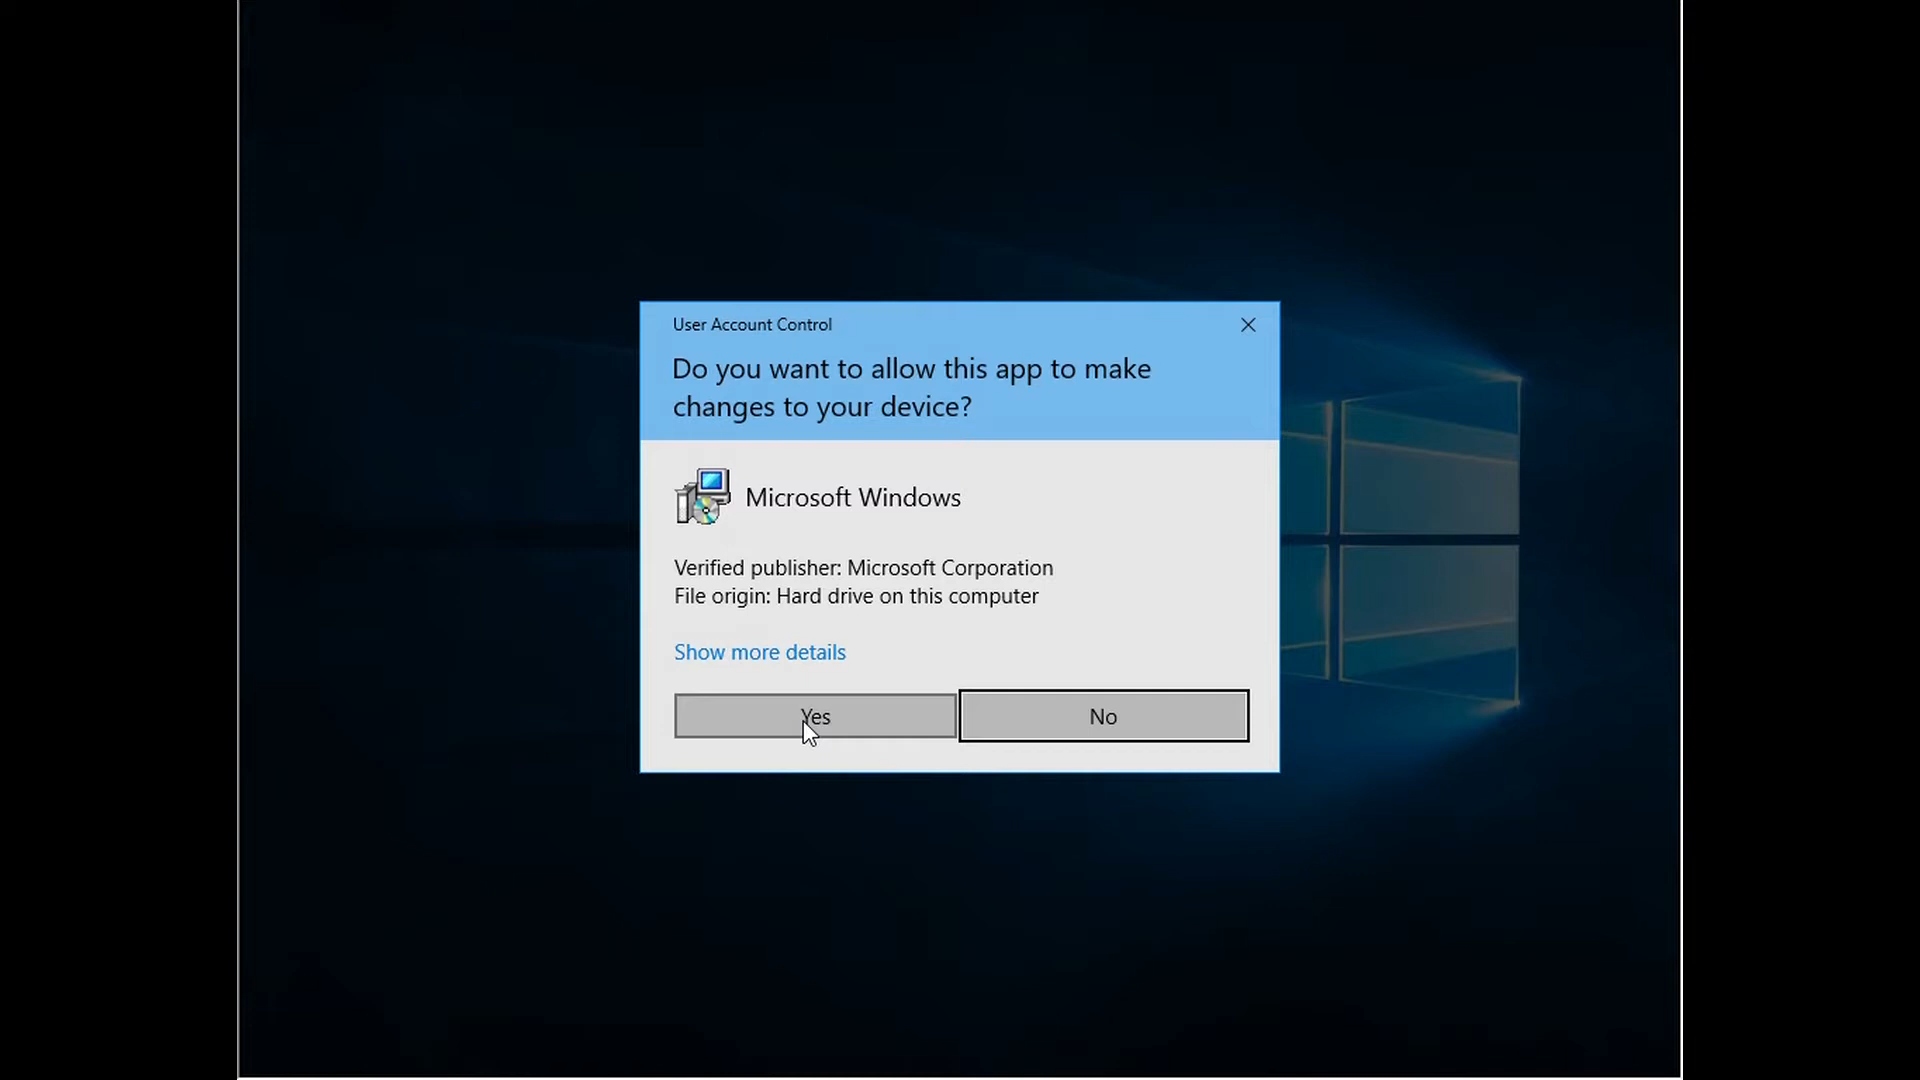 User Account Control
Do you want to allow this app to make
changes to your device?
Microsoft Windows
Verified publisher: Microsoft Corporation
File origin: Hard drive on this computer
Show more details
Yes
No